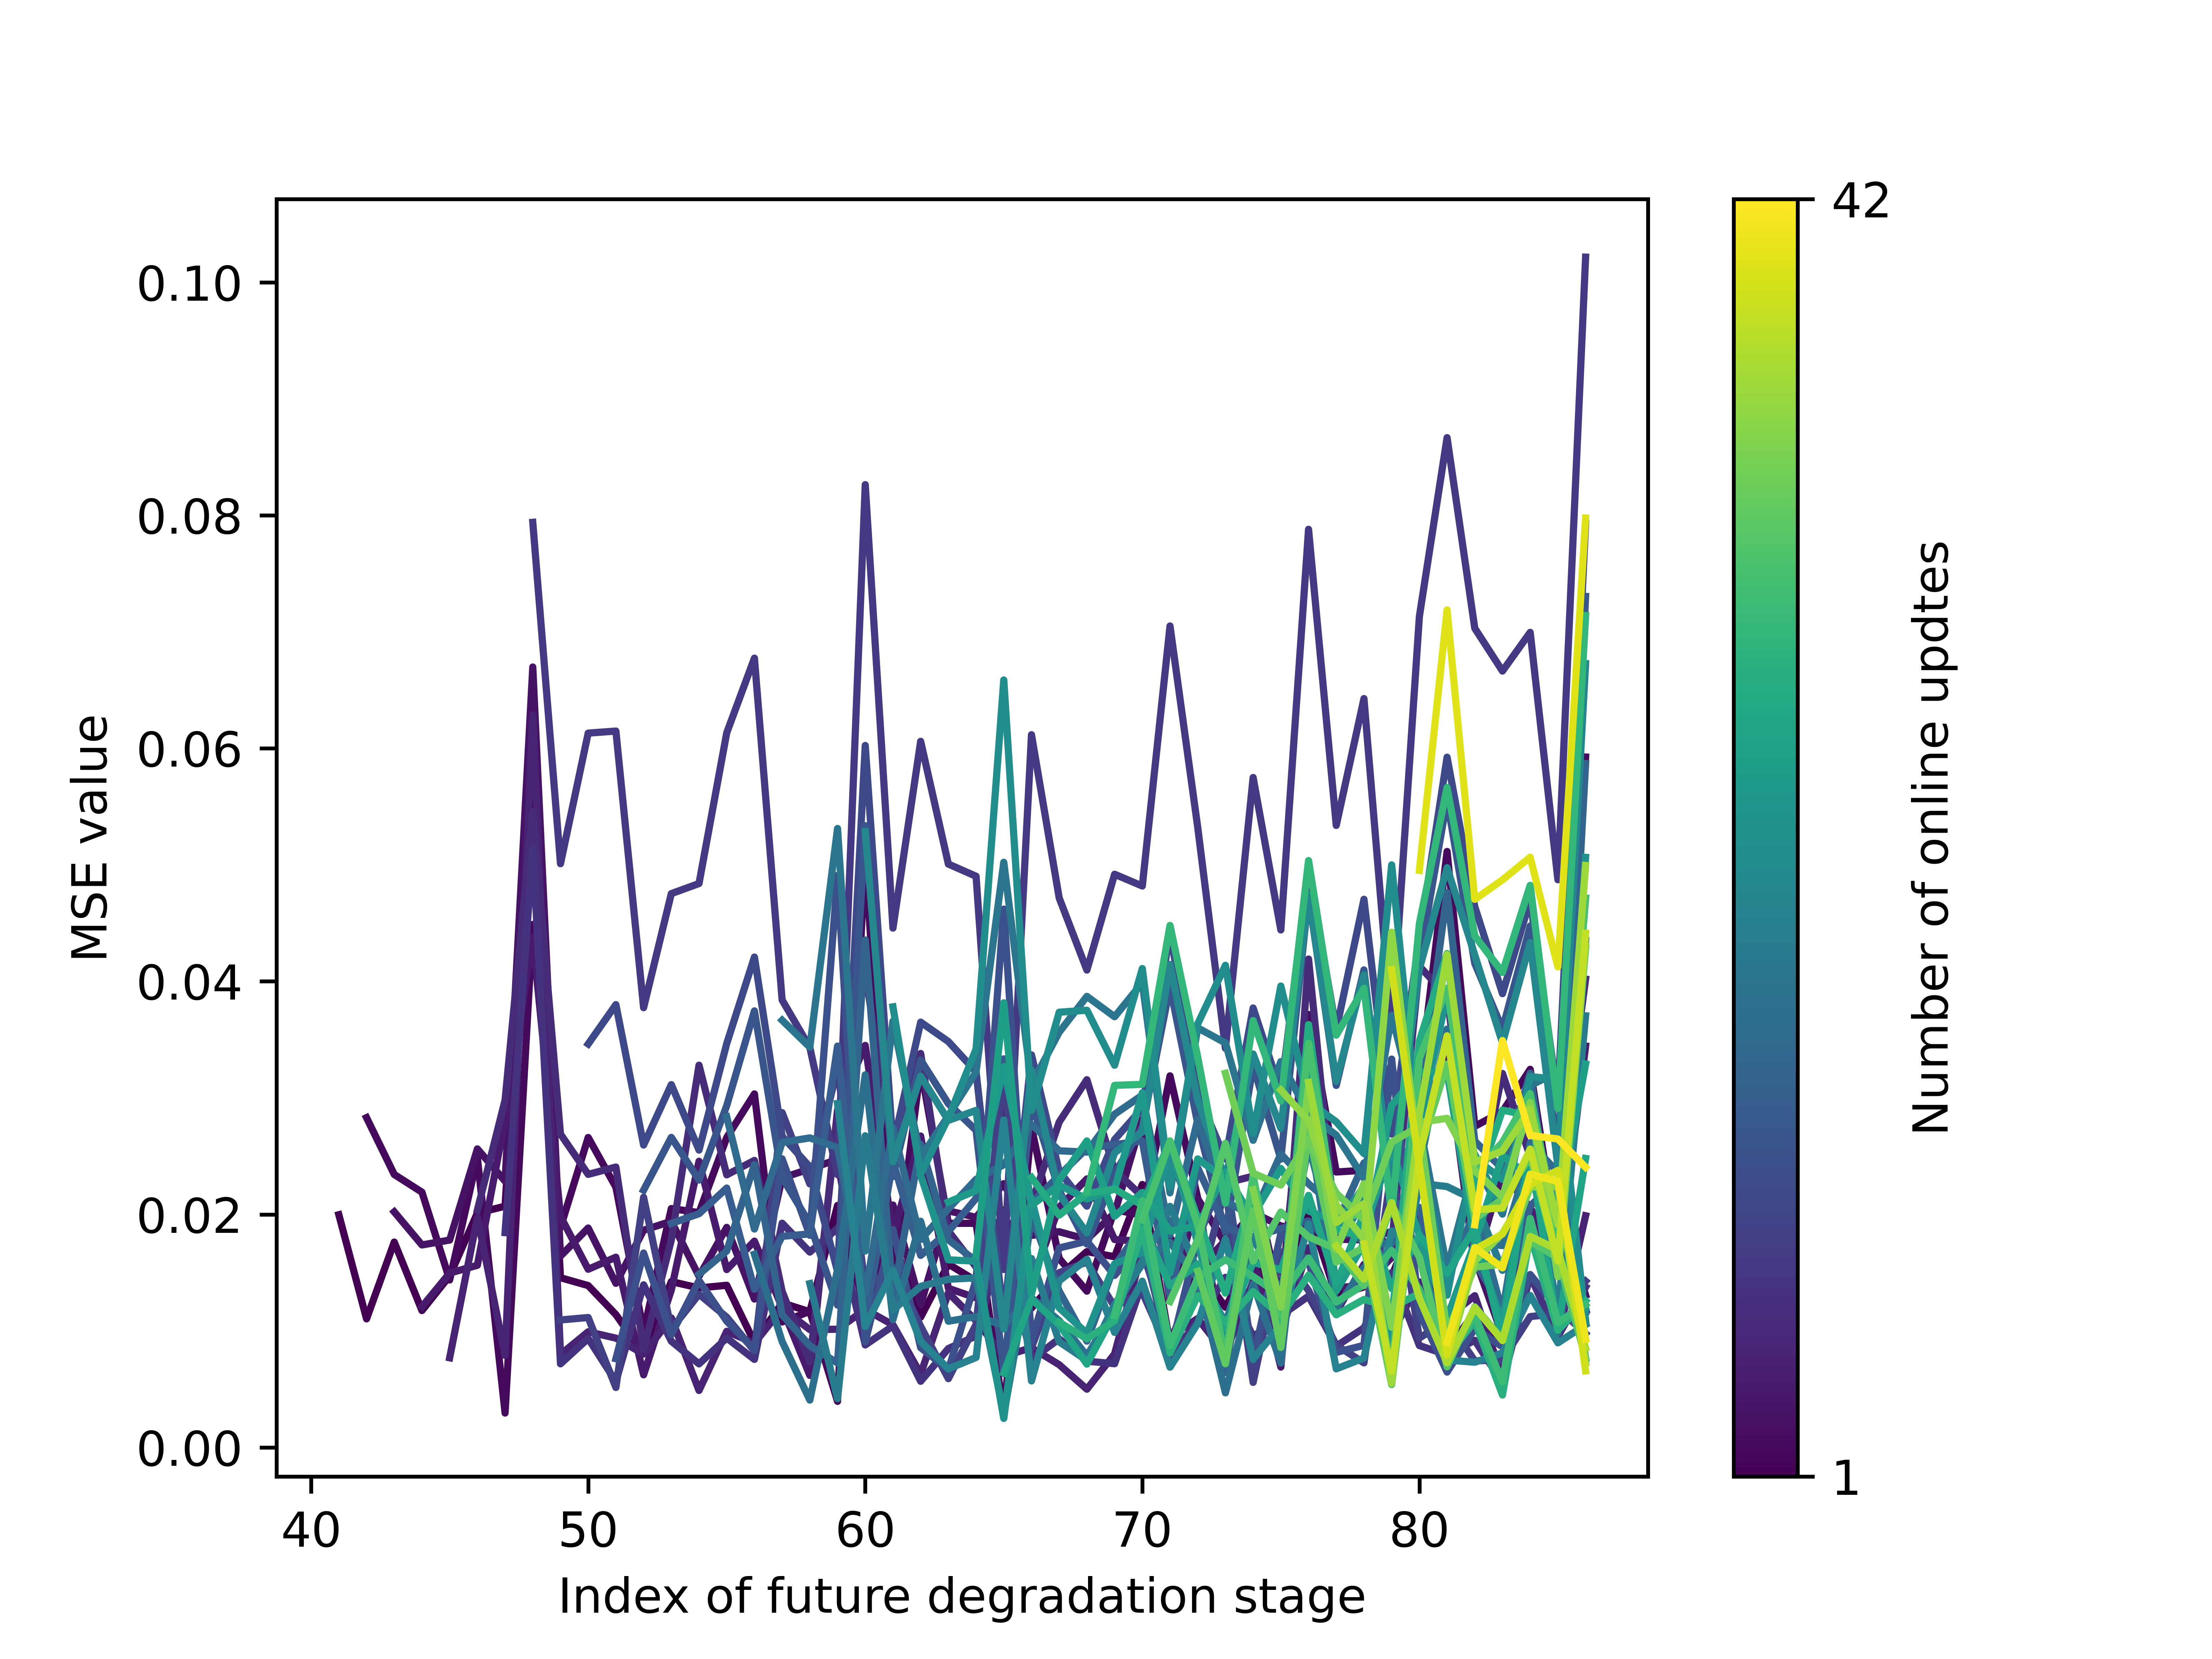 0.10
0.08
0.06
0.04
0.02
0.00
MSE value
40 50 60 70 80
Index of future degradation stage
42
1
Number of online updtes